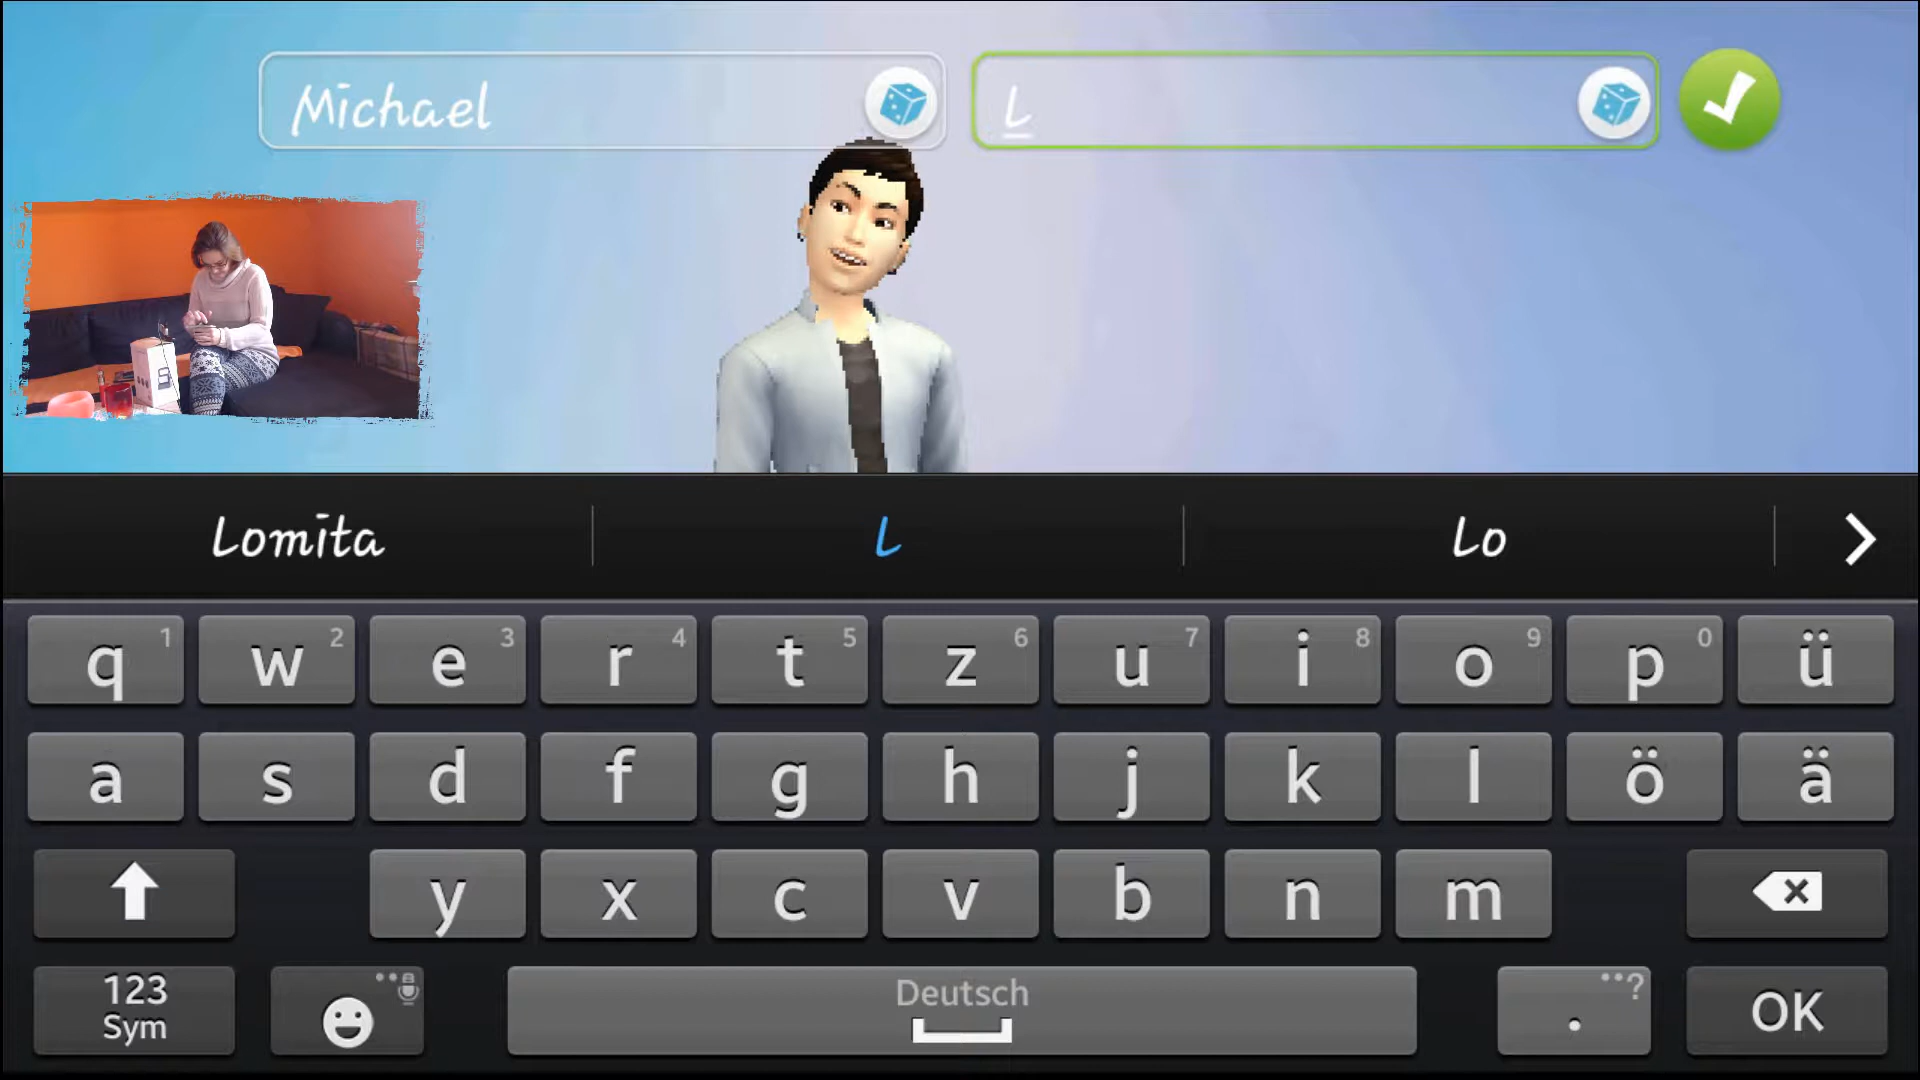 Michael
L
Lomita L Lo
q 1 w 2 e 3 r 4 t 5 z 6 u 7 i 8 o 9 p 0 ü
a s d f g h j k l ö ä
y x c v b n m
123 Sym Deutsch . ? OK